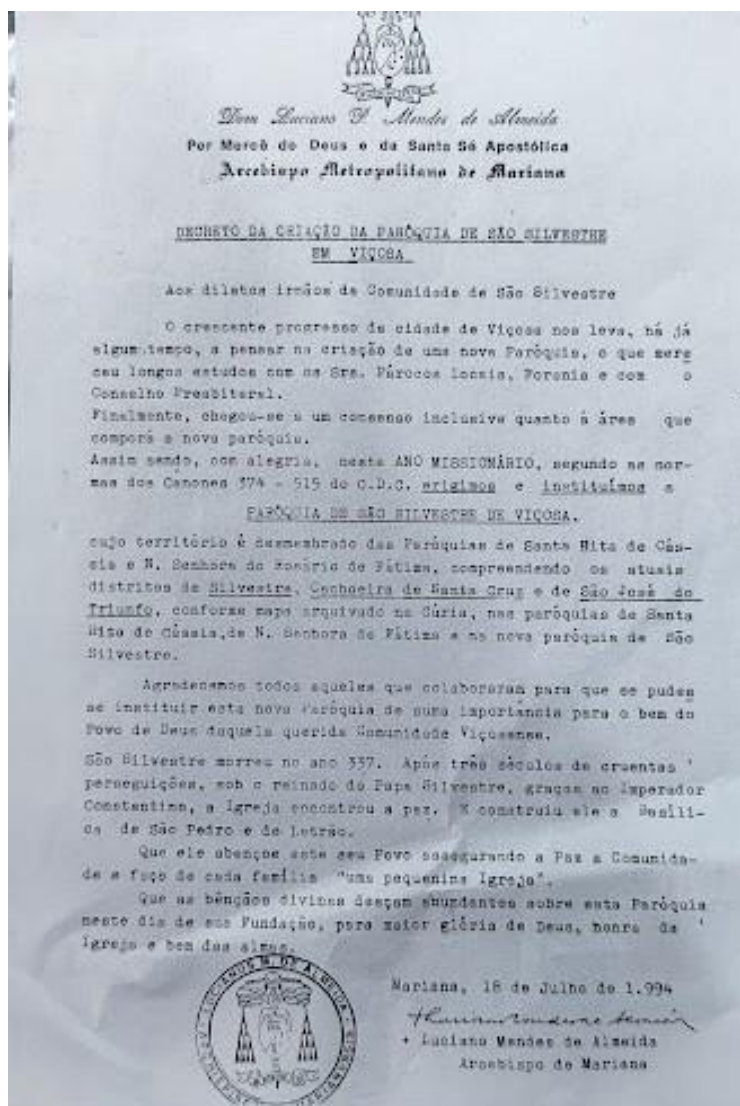 Dom Luciano P. Mendes de Almeida
Por Mercê de Deus e da Santa Sé Apostólica
Arcebispo Metropolitano de Mariana
DECRETO DA CRIAÇÃO DA PARÓQUIA DE SÃO SILVESTRE
EM VIÇOSA
Aos diletos irmãos da Comunidade de São Silvestre
O crescente progresso da cidade de Viçosa nos leva, há já
algum tempo, a pensar na criação de uma nova Paróquia, o que mere
ceu longos estudos com os Srs. Párocos locais, Forania e com o
Conselho Presbiteral.
Finalmente, chegou-se a um consenso inclusive quanto à área que
comporá a nova paróquia.
Assim sendo, com alegria, neste ANO MISSIONÁRIO, segundo as nor-
mas dos Canones 374 - 515 do C.D.C. erigimos e instituímos a
PARÓQUIA DE SÃO SILVESTRE DE VIÇOSA.
cujo território é desmembrado das Paróquias de Santa Rita de Cás-
sia e N. Senhora do Rosário de Fátima, compreendendo os atuais
distritos de Silvestre, Cachoeira de Santa Cruz e de São José do
Triunfo, conforme mapa arquivado na Cúria, nas paróquias de Santa
Rita de Cássia, de N. Senhora de Fátima e na nova paróquia de São
Silvestre.
Agradecemos todos aqueles que colaboraram para que se pudes
se instituir esta nova Paróquia de suma importância para o bem do
Povo de Deus daquela querida Comunidade Viçosense.
São Silvestre morreu no ano 337. Após três séculos de cruentas '
perseguições, sob o reinado do Papa Silvestre, graças ao Imperador
Constantino, a Igreja encontrou a paz. E construiu ele a Basíli-
ca de São Pedro e do Latrão.
Que ele abençoe este seu Povo assegurando a Paz a Comunida-
de e faça de cada família "uma pequenina Igreja".
Que as bênçãos divinas desçam abundantes sobre esta Paróquia
neste dia de sua Fundação, para maior glória de Deus, honra da '
Igreja e bem das almas.
Mariana, 18 de Julho de 1.994
+ Luciano Mendes de Almeida
Arcebispo de Mariana
LUCIANUS M. DE ALMEIDA